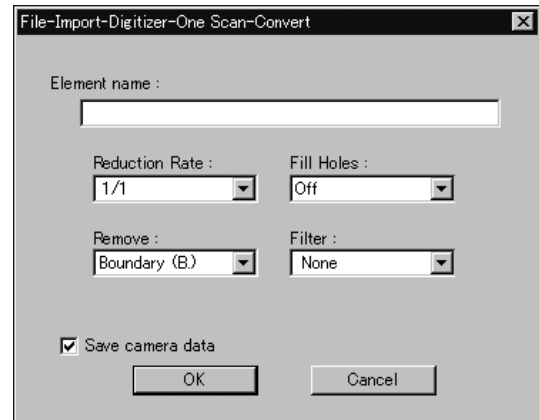 File-Import-Digitizer-One Scan-Convert
Element name :
Reduction Rate : Fill Holes :
1/1 Off
Remove : Filter :
Boundary (B.) None
Save camera data
OK Cancel